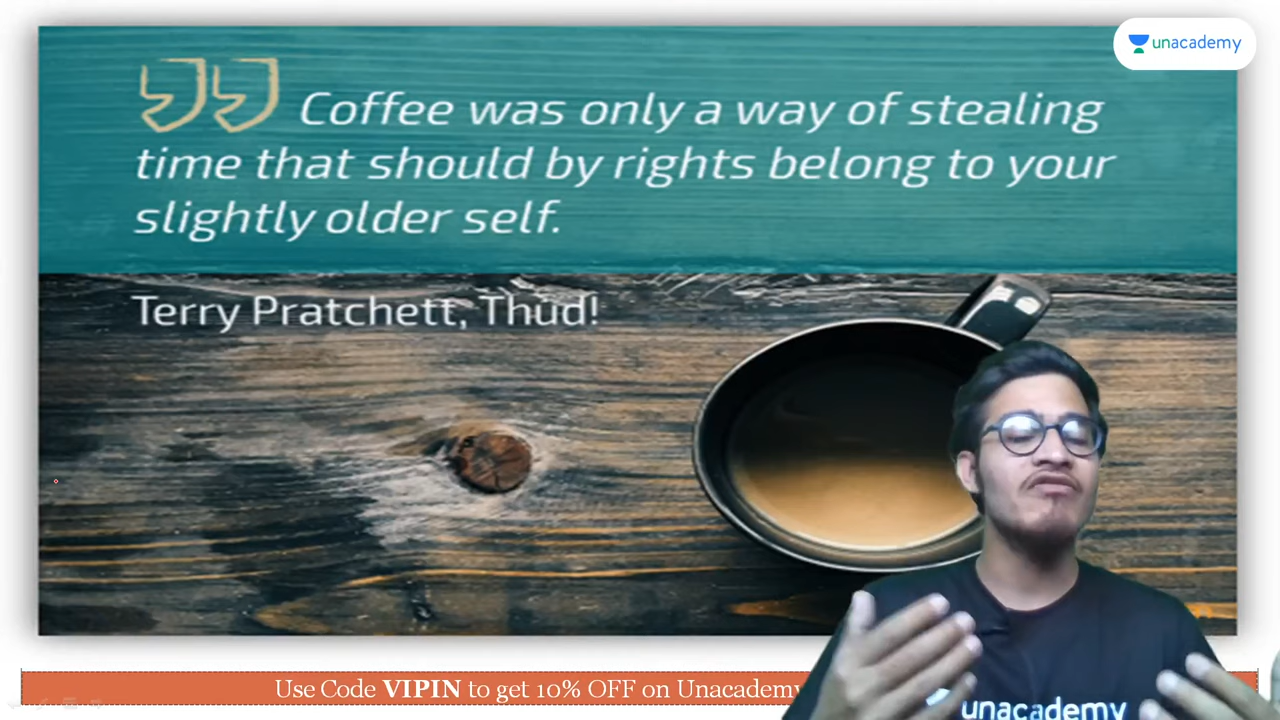 unacademy
Coffee was only a way of stealing
time that should by rights belong to your
slightly older self.
Terry Pratchett, Thud!
Use Code VIPIN to get 10% OFF on Unacademy
unacademy